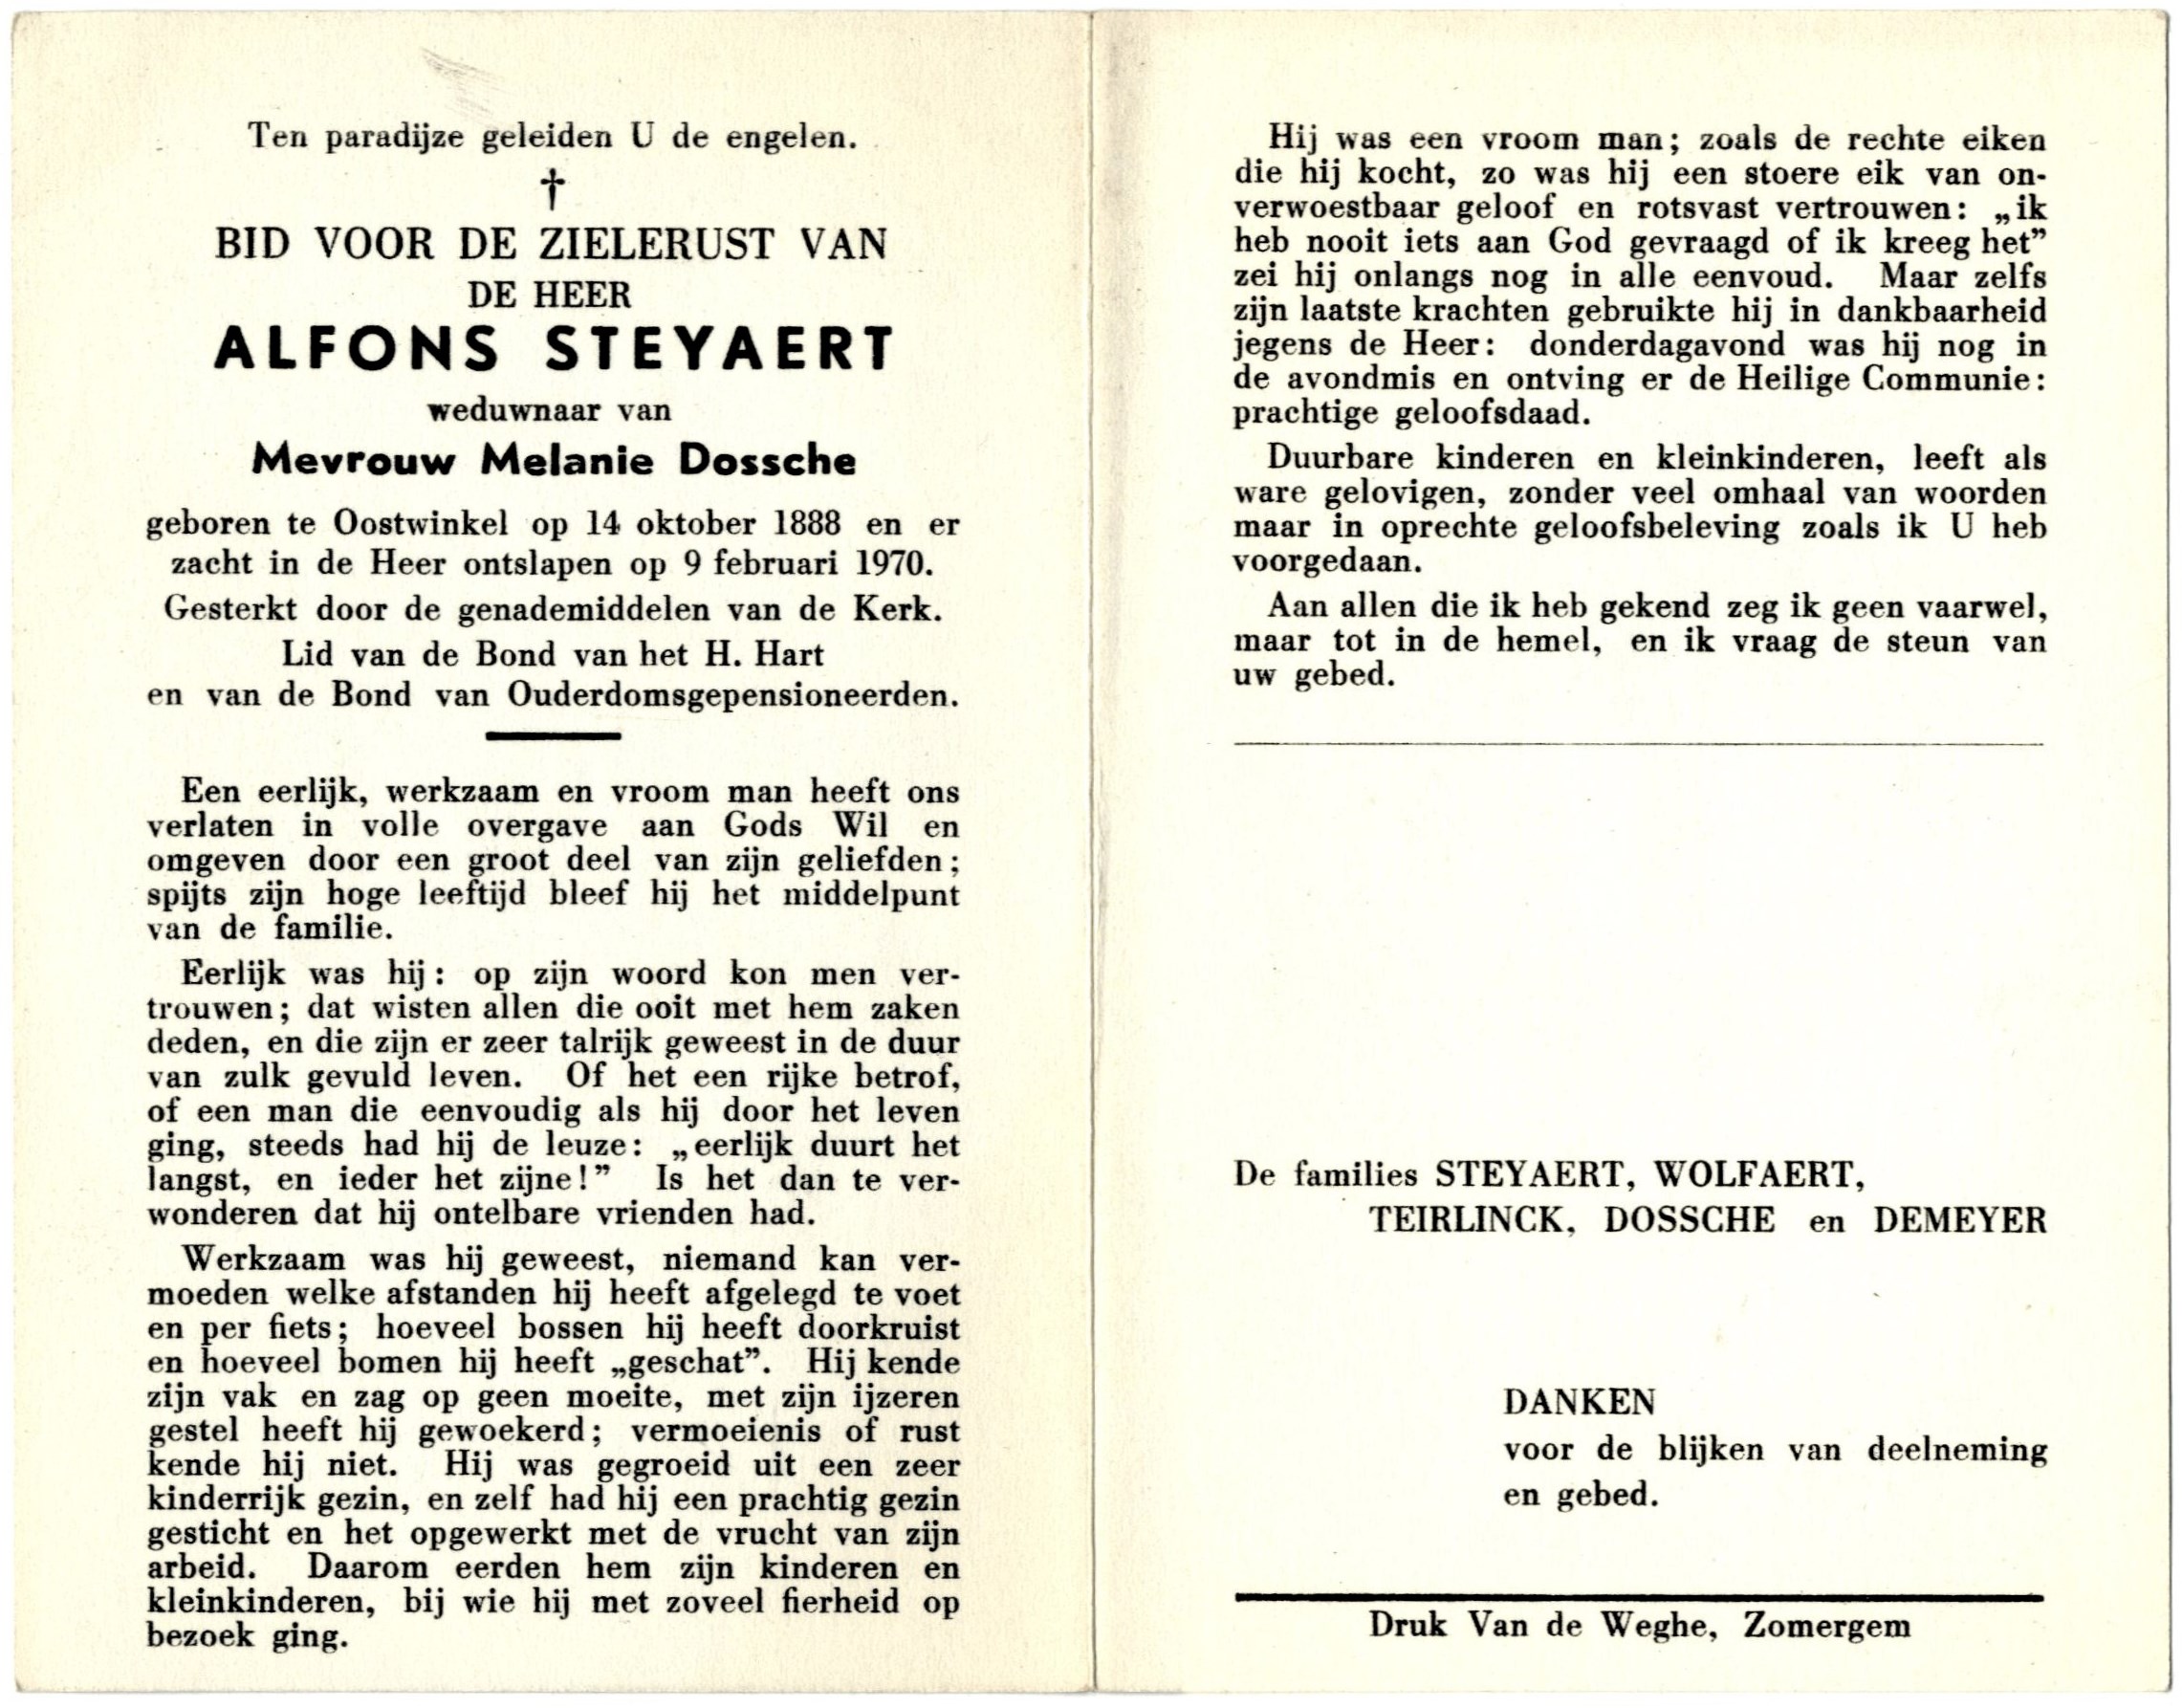 Ten paradijze geleiden U de engelen.
†
BID VOOR DE ZIELERUST VAN
DE HEER
ALFONS STEYAERT
weduwnaar van
Mevrouw Melanie Dossche
geboren te Oostwinkel op 14 oktober 1888 en er
zacht in de Heer ontslapen op 9 februari 1970.
Gesterkt door de genademiddelen van de Kerk.
Lid van de Bond van het H. Hart
en van de Bond van Ouderdomsgepensioneerden.
Een eerlijk, werkzaam en vroom man heeft ons
verlaten in volle overgave aan Gods Wil en
omgeven door een groot deel van zijn geliefden;
spijts zijn hoge leeftijd bleef hij het middelpunt
van de familie.
Eerlijk was hij: op zijn woord kon men ver-
trouwen; dat wisten allen die ooit met hem zaken
deden, en die zijn er zeer talrijk geweest in de duur
van zulk gevuld leven. Of het een rijke betrof,
of een man die eenvoudig als hij door het leven
ging, steeds had hij de leuze: „eerlijk duurt het
langst, en ieder het zijne!” Is het dan te ver-
wonderen dat hij ontelbare vrienden had.
Werkzaam was hij geweest, niemand kan ver-
moeden welke afstanden hij heeft afgelegd te voet
en per fiets; hoeveel bossen hij heeft doorkruist
en hoeveel bomen hij heeft „geschat”. Hij kende
zijn vak en zag op geen moeite, met zijn ijzeren
gestel heeft hij gewoekerd; vermoeienis of rust
kende hij niet. Hij was gegroeid uit een zeer
kinderrijk gezin, en zelf had hij een prachtig gezin
gesticht en het opgewerkt met de vrucht van zijn
arbeid. Daarom eerden hem zijn kinderen en
kleinkinderen, bij wie hij met zoveel fierheid op
bezoek ging.
Hij was een vroom man; zoals de rechte eiken
die hij kocht, zo was hij een stoere eik van on-
verwoestbaar geloof en rotsvast vertrouwen: „ik
heb nooit iets aan God gevraagd of ik kreeg het”
zei hij onlangs nog in alle eenvoud. Maar zelfs
zijn laatste krachten gebruikte hij in dankbaarheid
jegens de Heer: donderdagavond was hij nog in
de avondmis en ontving er de Heilige Communie:
prachtige geloofsdaad.
Duurbare kinderen en kleinkinderen, leeft als
ware gelovigen, zonder veel omhaal van woorden
maar in oprechte geloofsbeleving zoals ik U heb
voorgedaan.
Aan allen die ik heb gekend zeg ik geen vaarwel,
maar tot in de hemel, en ik vraag de steun van
uw gebed.
De families STEYAERT, WOLFAERT,
TEIRLINCK, DOSSCHE en DEMEYER
DANKEN
voor de blijken van deelneming
en gebed.
Druk Van de Weghe, Zomergem